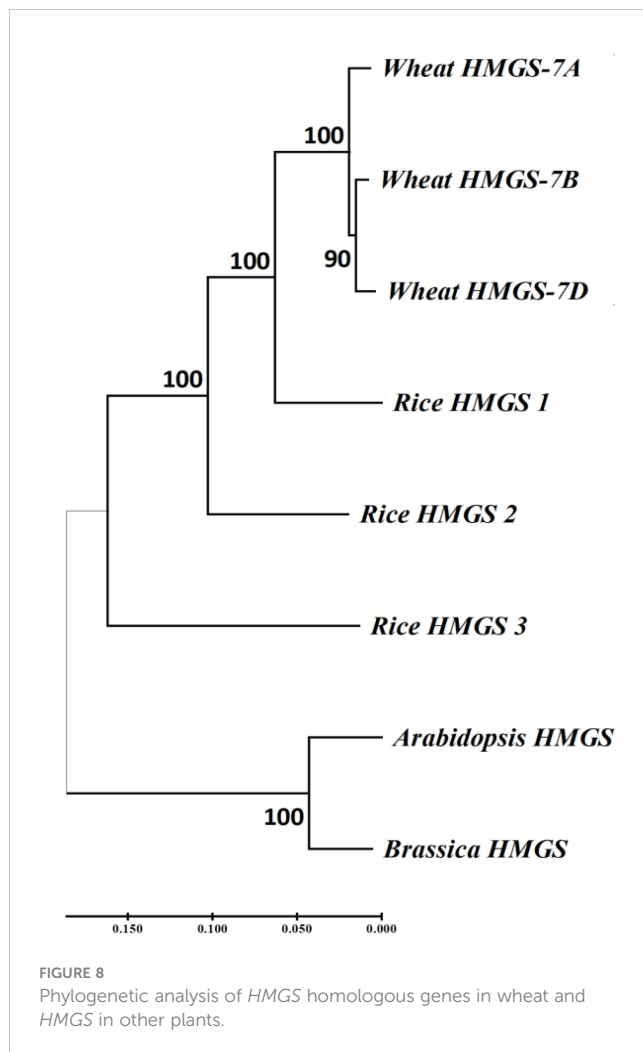 Wheat HMGS-7A
100
Wheat HMGS-7B
100
90
Wheat HMGS-7D
100
Rice HMGS 1
Rice HMGS 2
Rice HMGS 3
Arabidopsis HMGS
100
Brassica HMGS
0.150 0.100 0.050 0.000
FIGURE 8
Phylogenetic analysis of HMGS homologous genes in wheat and
HMGS in other plants.